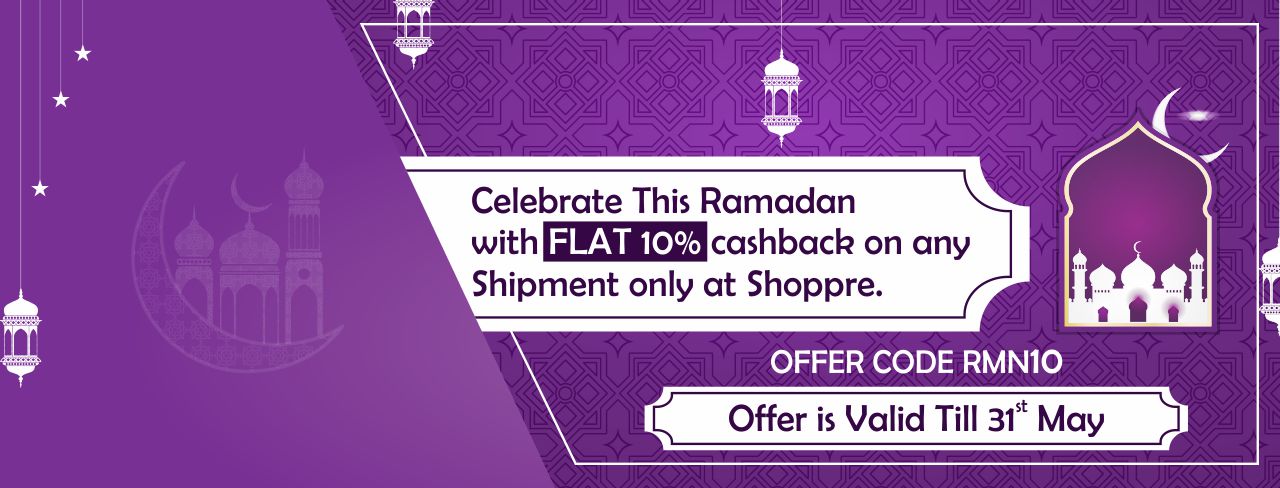 Celebrate This Ramadan
with FLAT 10% cashback on any
Shipment only at Shoppre.
OFFER CODE RMN10
Offer is Valid Till 31st May